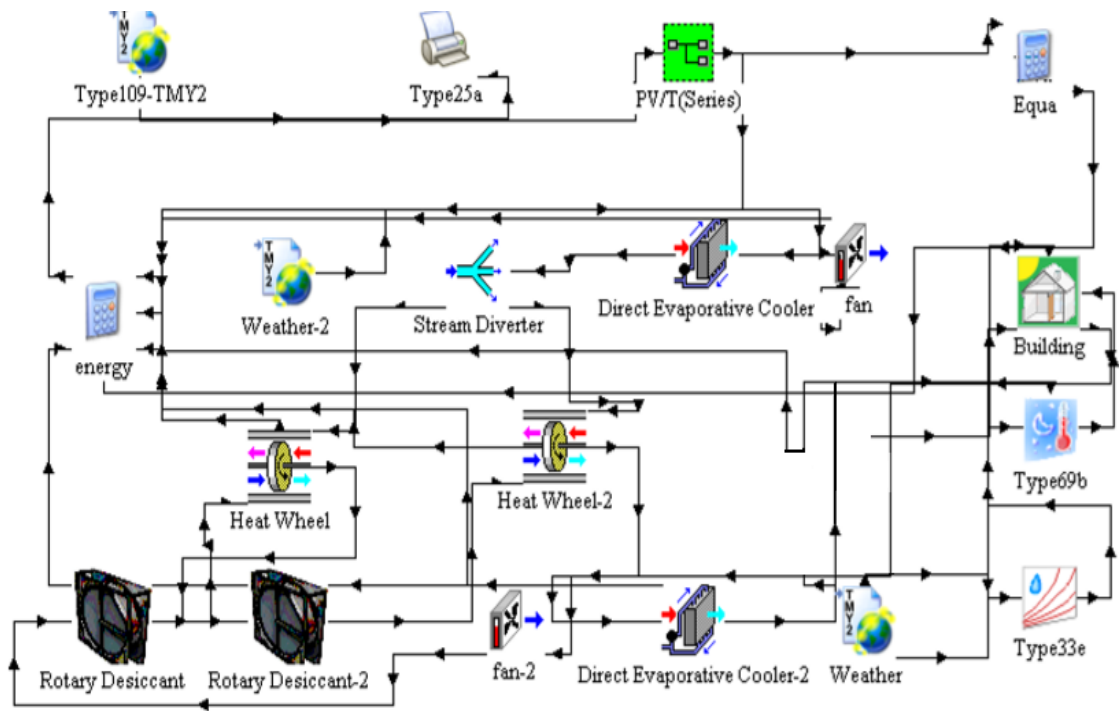 TMY2
Type109-TMY2
Type25a
PV/T(Series)
Equa
TMY2
Weather-2
Stream Diverter
Direct Evaporative Cooler
fan
Building
energy
Type69b
Heat Wheel
Heat Wheel-2
TMY2
Rotary Desiccant
Rotary Desiccant-2
fan-2
Direct Evaporative Cooler-2
Weather
Type33e